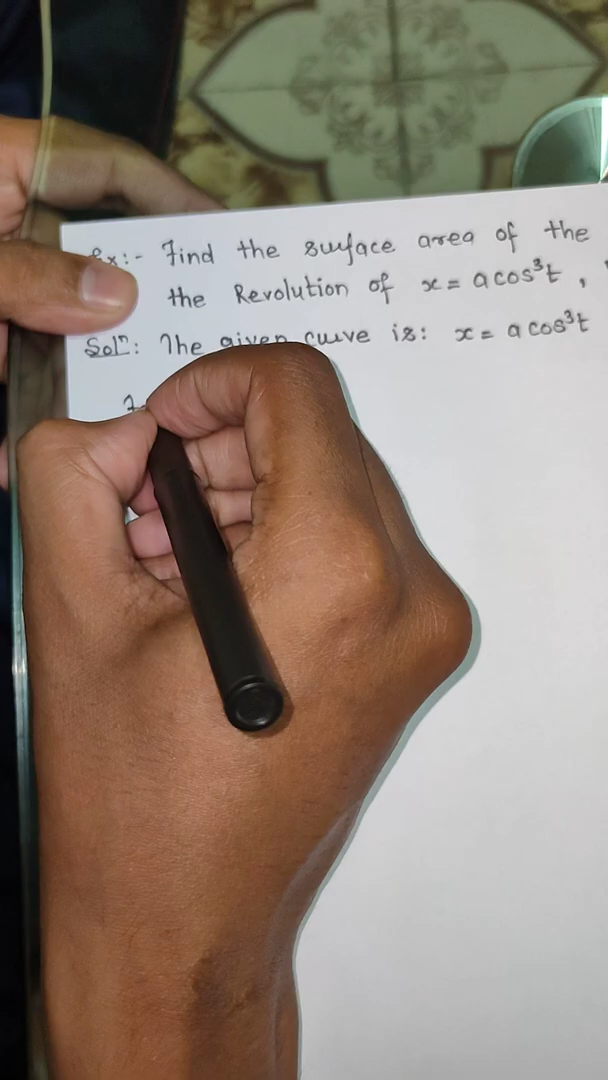 Ex:- Find the surface area of the
the Revolution of x = a cos³t ,
Solⁿ: The given curve is: x = a cos³t